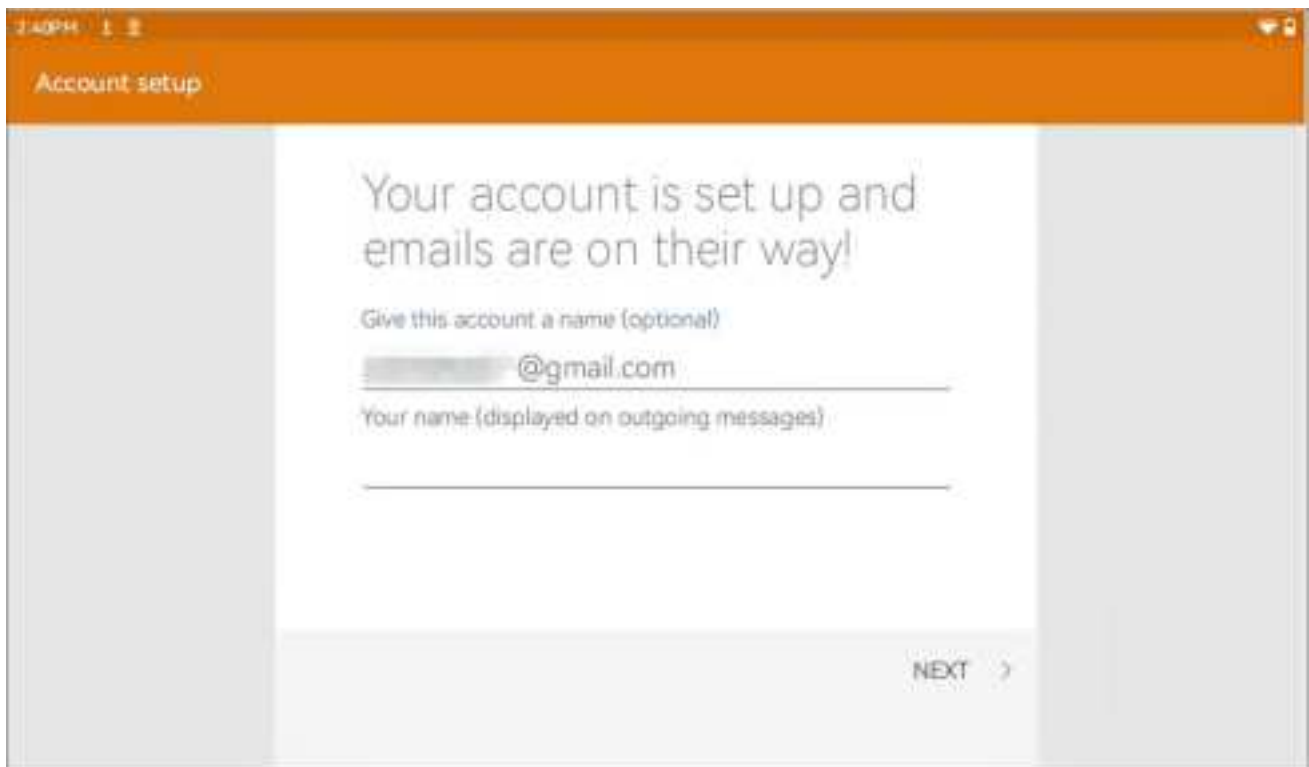 2:40PM
Account setup
Your account is set up and
emails are on their way!
Give this account a name (optional)
@gmail.com
Your name (displayed on outgoing messages)
NEXT